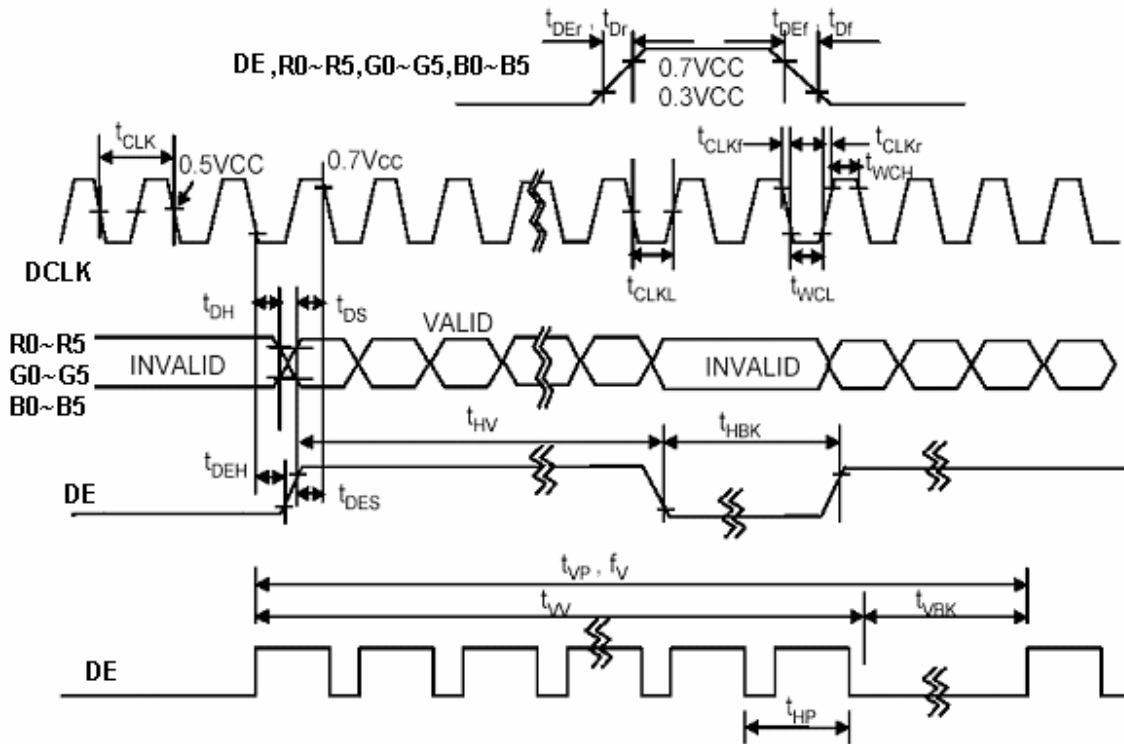 tDEr , tDr
tDEf , tDf
DE ,R0~R5,G0~G5,B0~B5
0.7VCC
0.3VCC
tCLK
0.5VCC
0.7Vcc
tCLKf
tCLKr
tWCH
DCLK
tCLKL
tWCL
tDH
tDS
VALID
R0~R5
G0~G5
B0~B5
INVALID
INVALID
tHV
tHBK
tDEH
DE
tDES
tVP , fV
tVV
tVBK
DE
tHP